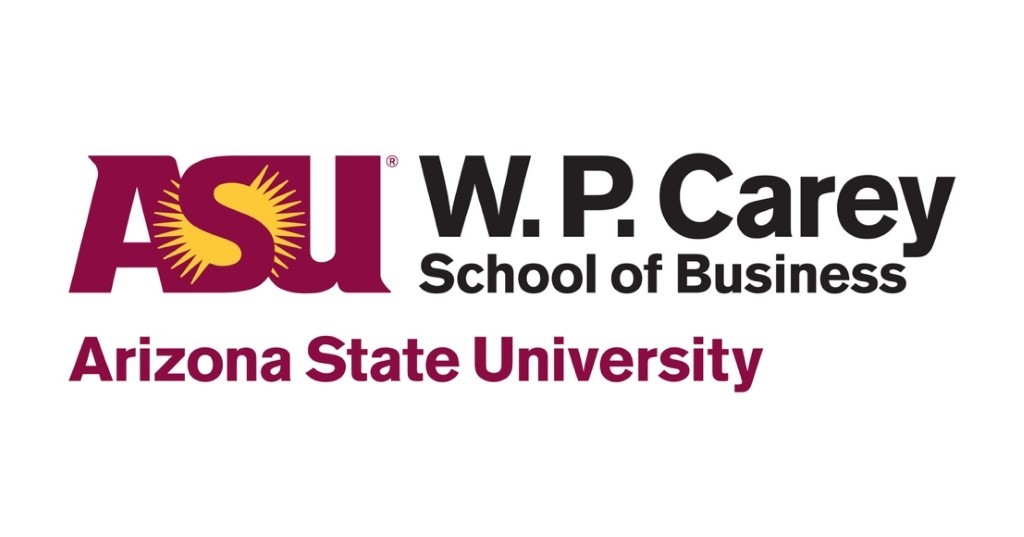 ASU® W. P. Carey
School of Business
Arizona State University